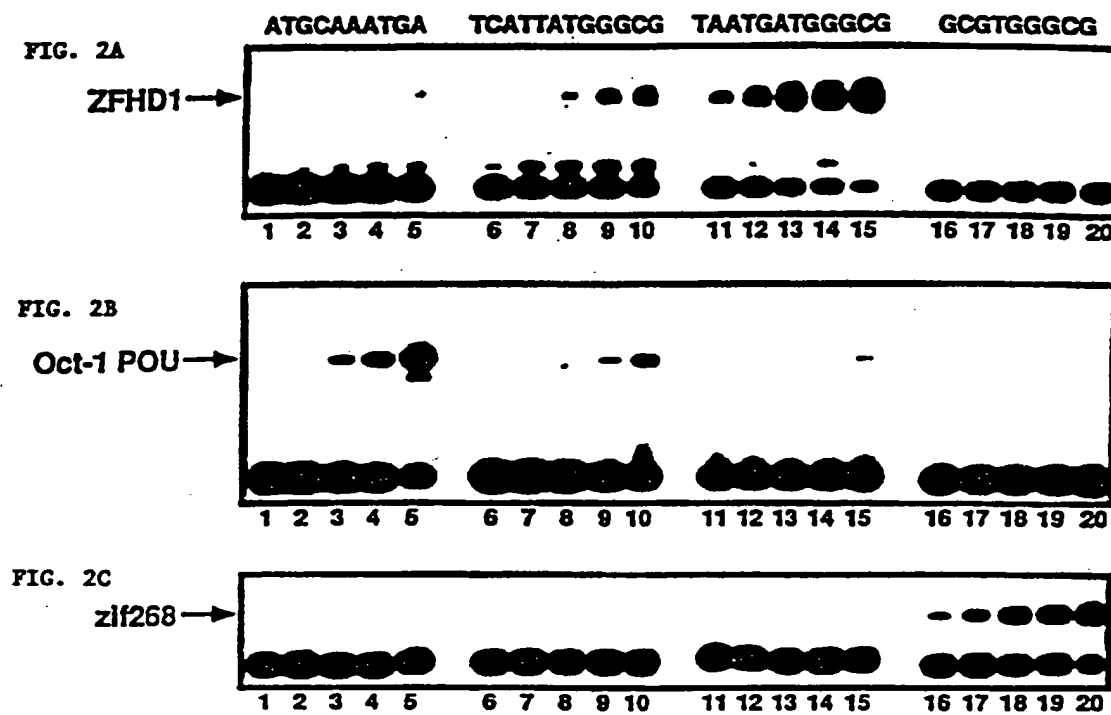 ATGCAAATGA TCATTATGGGCG TAATGATGGGCG GCGTGGGCG
FIG. 2A
ZFHD1
1 2 3 4 5 6 7 8 9 10 11 12 13 14 15 16 17 18 19 20
FIG. 2B
Oct-1 POU
1 2 3 4 5 6 7 8 9 10 11 12 13 14 15 16 17 18 19 20
FIG. 2C
zif268
1 2 3 4 5 6 7 8 9 10 11 12 13 14 15 16 17 18 19 20